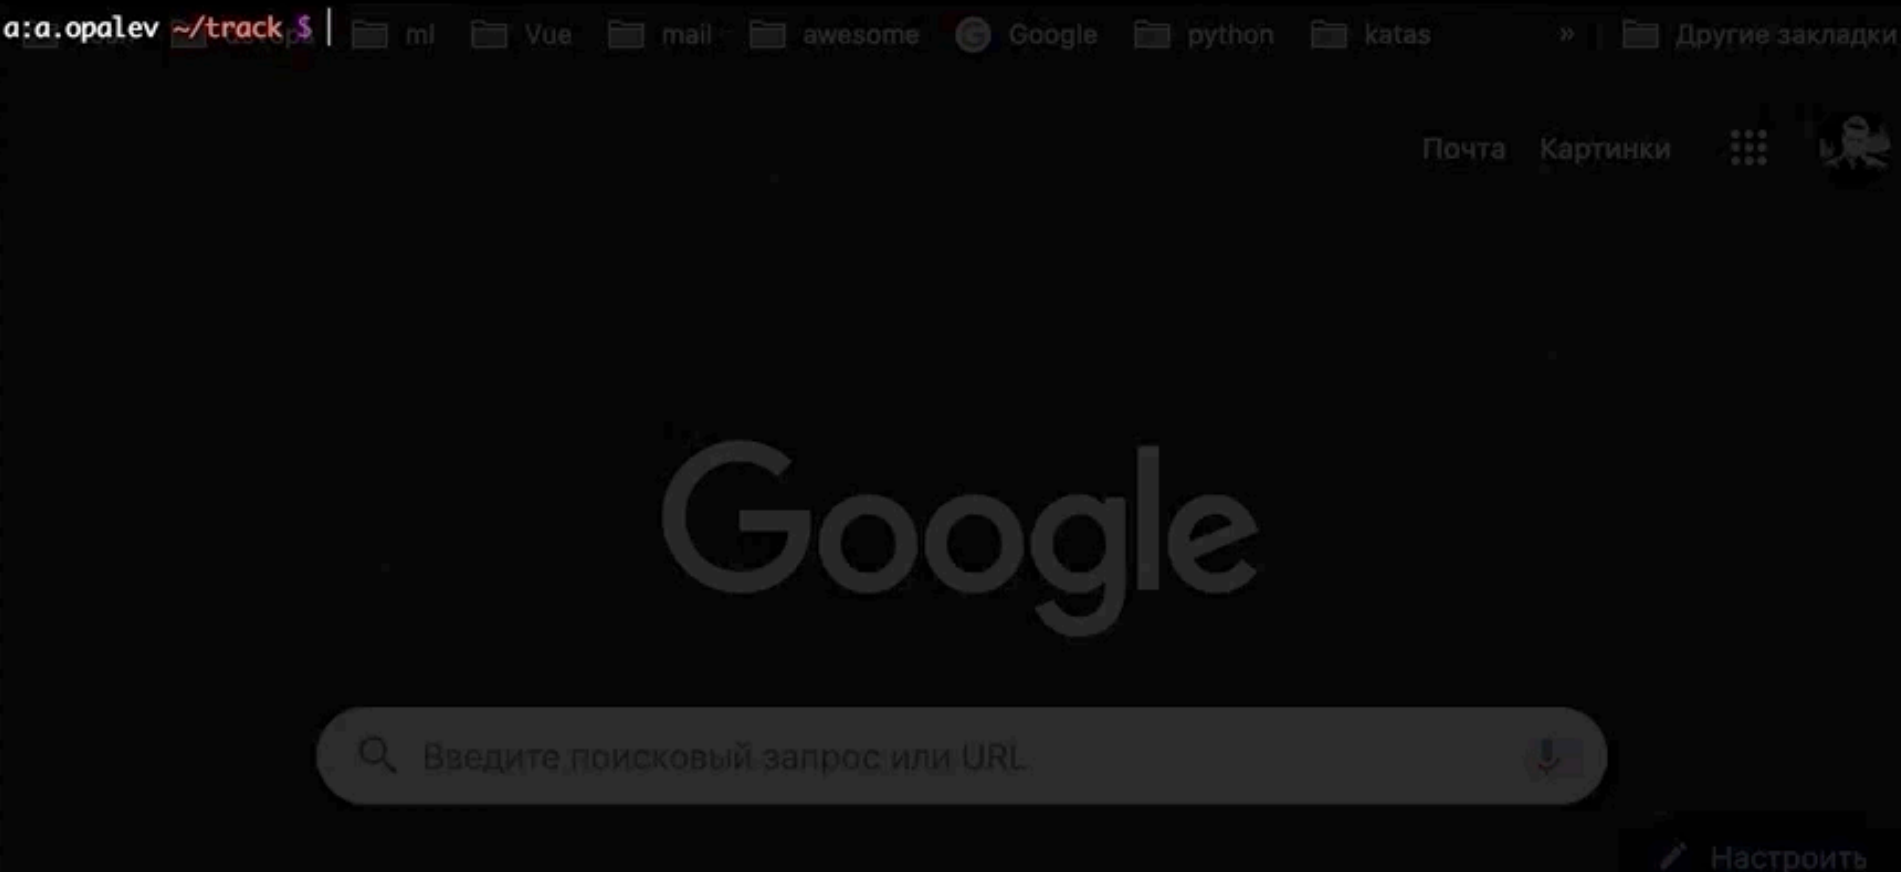 a:a.opalev ~/track $
ml Vue mail awesome Google python katas » Другие закладки
Почта Картинки
Google
Введите поисковый запрос или URL
Настроить